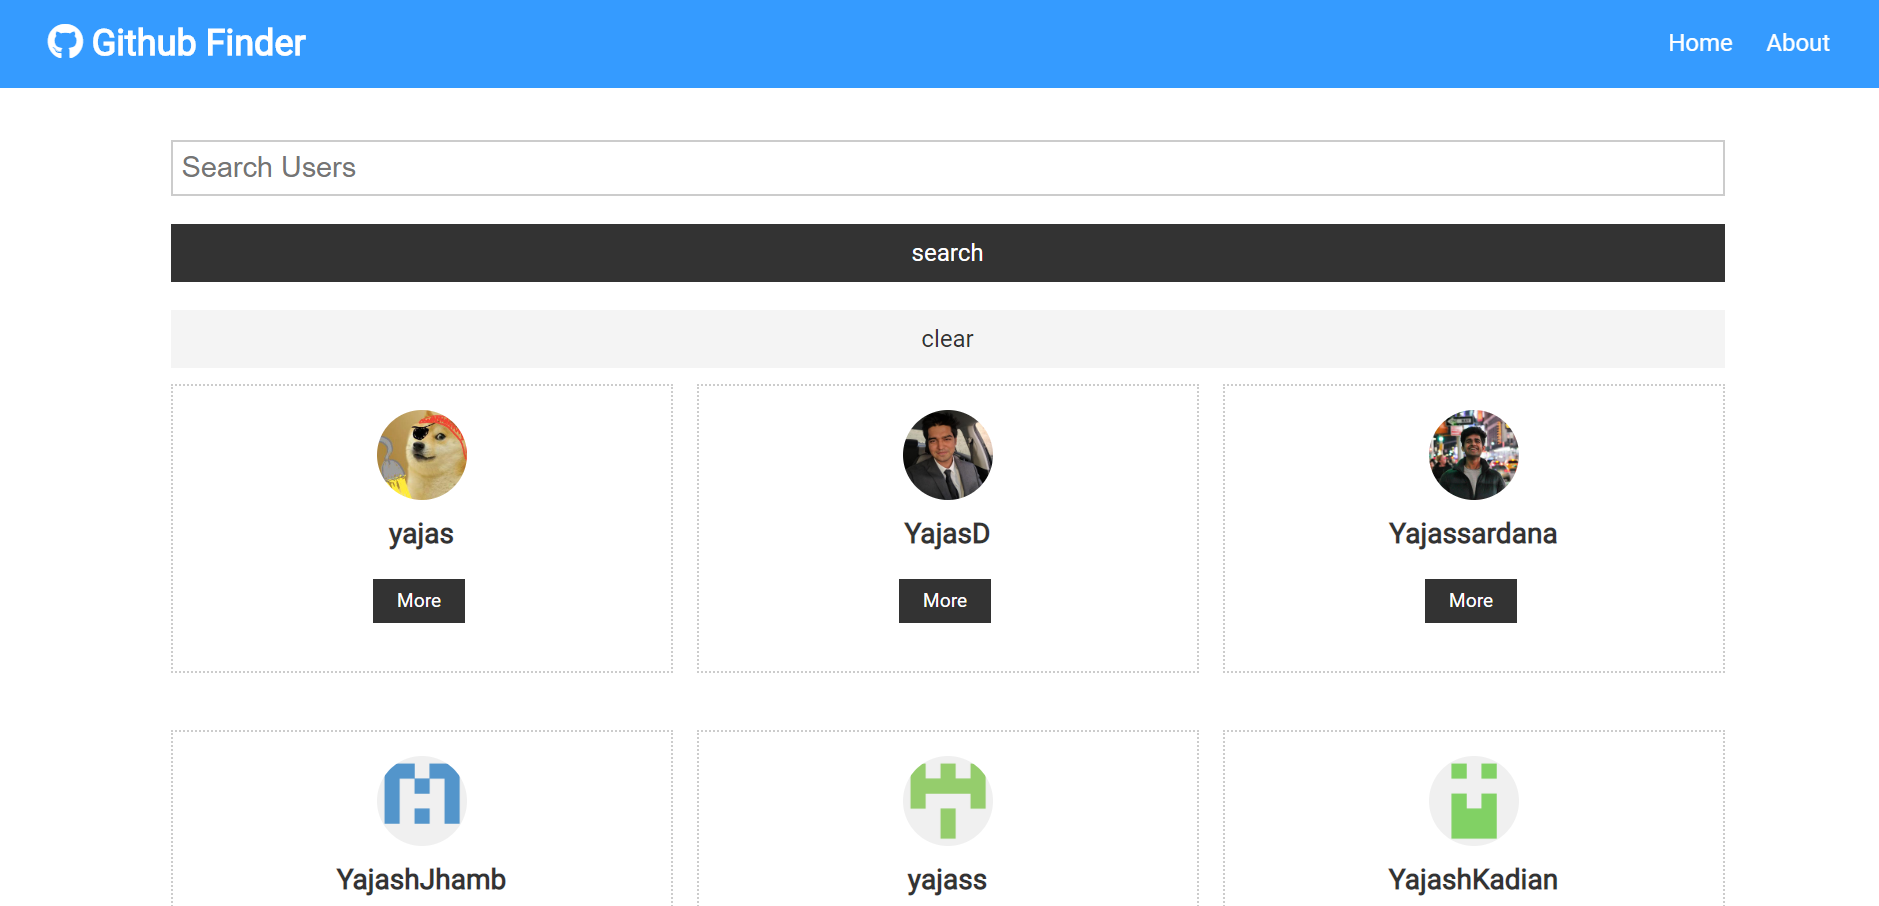 Github Finder
Home About
Search Users
search
clear
yajas YajasD Yajassardana
More More More
YajashJhamb yajass YajashKadian